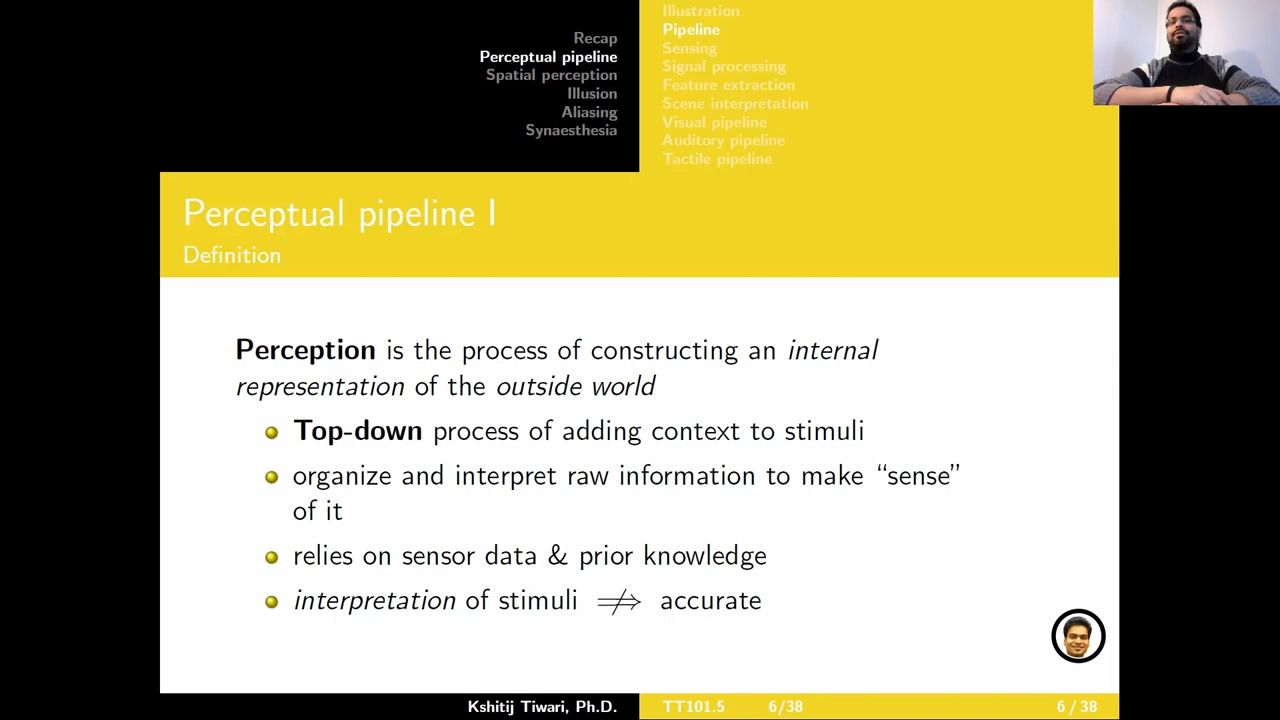 Recap
Perceptual pipeline
Spatial perception
Illusion
Aliasing
Synaesthesia
Illustration
Pipeline
Sensing
Signal processing
Feature extraction
Scene interpretation
Visual pipeline
Auditory pipeline
Tactile pipeline
Perceptual pipeline I
Definition
Perception is the process of constructing an internal
representation of the outside world
Top-down process of adding context to stimuli
organize and interpret raw information to make “sense”
of it
relies on sensor data & prior knowledge
interpretation of stimuli ⇏ accurate
Kshitij Tiwari, Ph.D. TT101.5 6/38 6 / 38